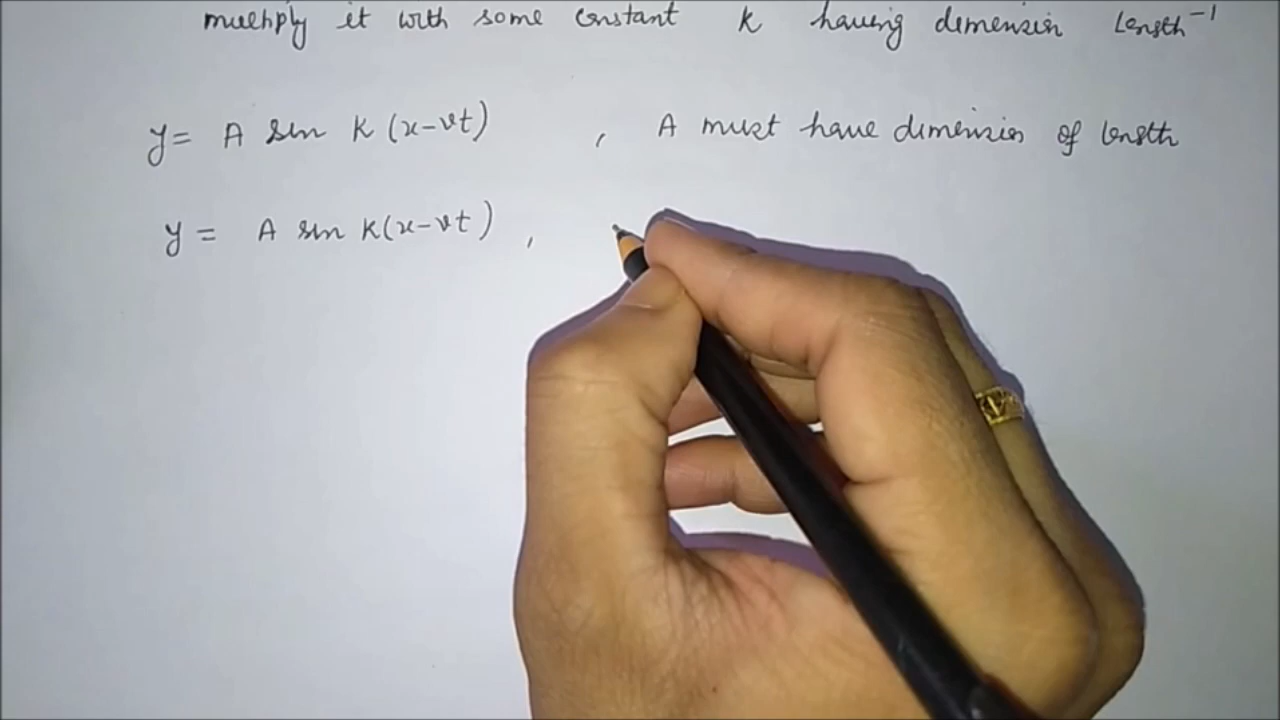 multiply it with some constant k having dimension Length⁻¹
y = A sin K (x-vt) , A must have dimension of length
y = A sin K(x-vt) ,